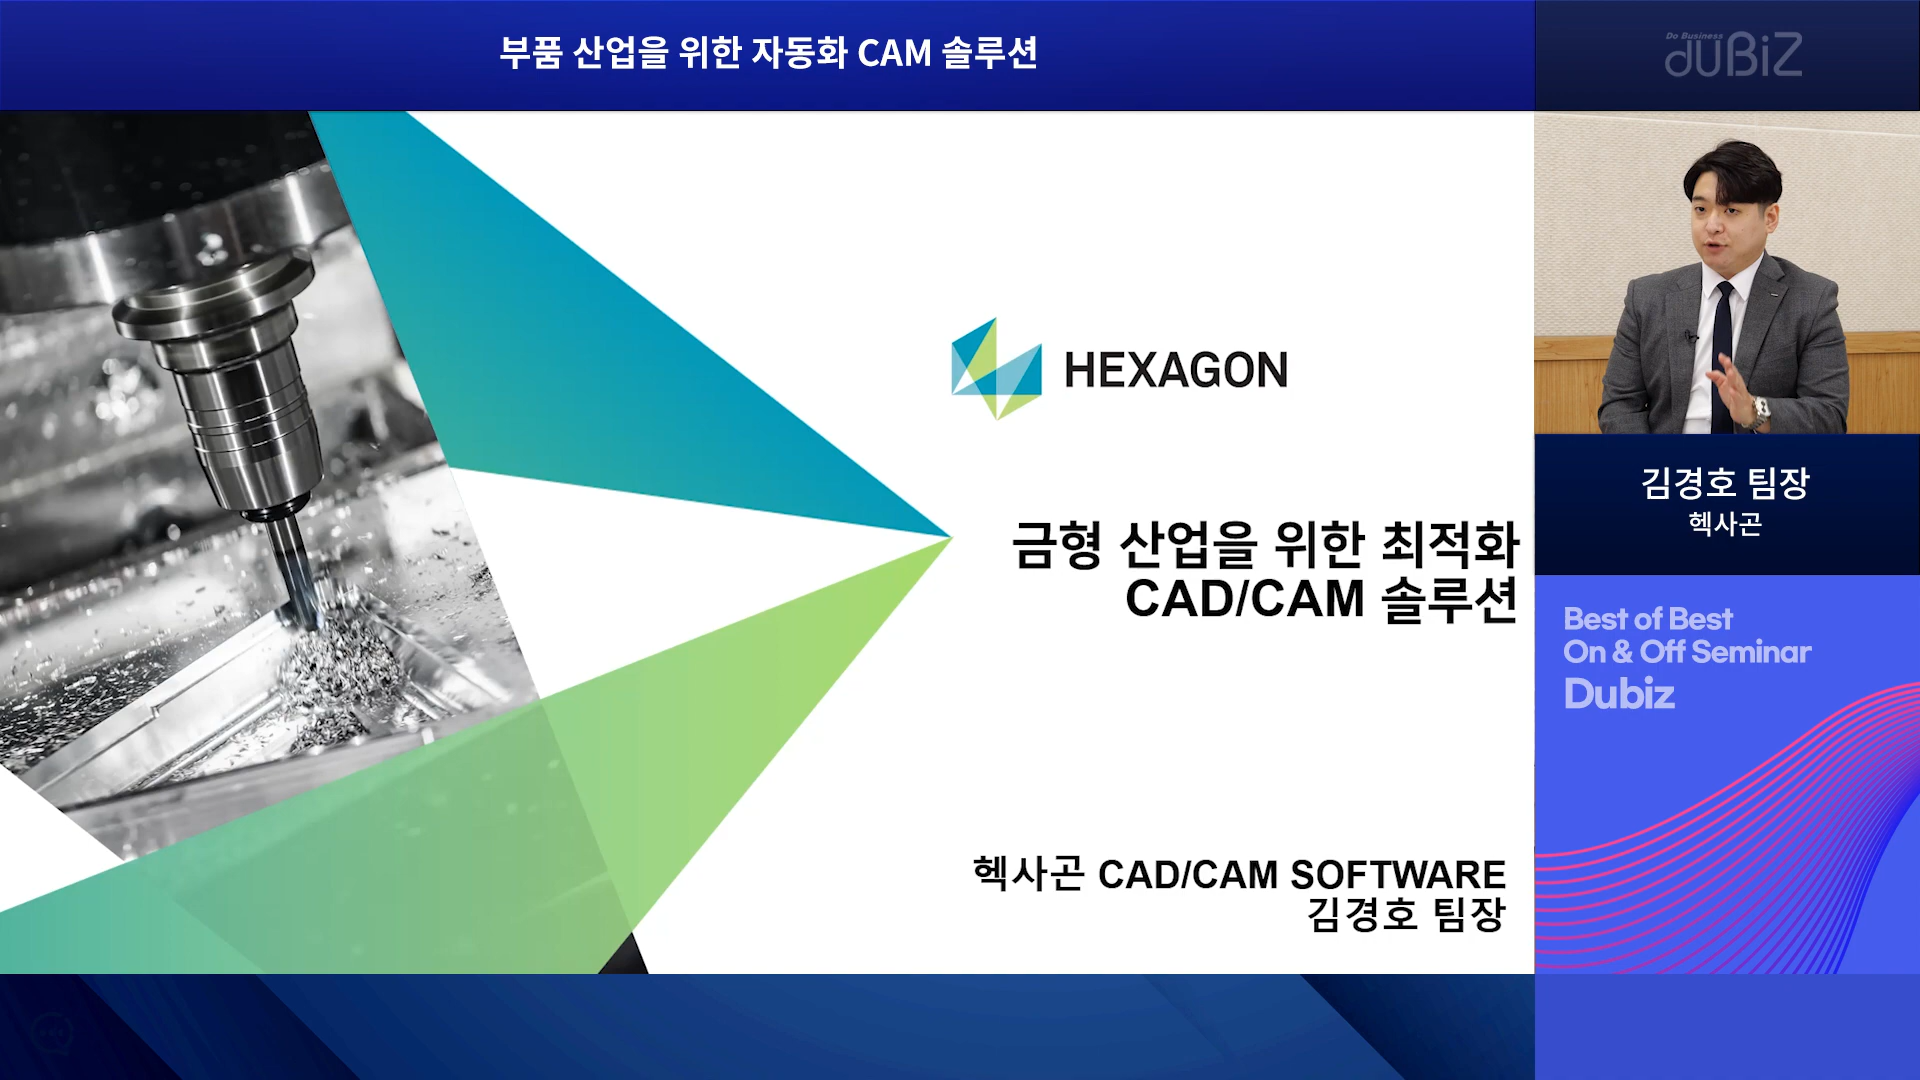 부품 산업을 위한 자동화 CAM 솔루션
Do Business
duBiZ
HEXAGON
금형 산업을 위한 최적화
CAD/CAM 솔루션
헥사곤 CAD/CAM SOFTWARE
김경호 팀장
김경호 팀장
헥사곤
Best of Best
On & Off Seminar
Dubiz